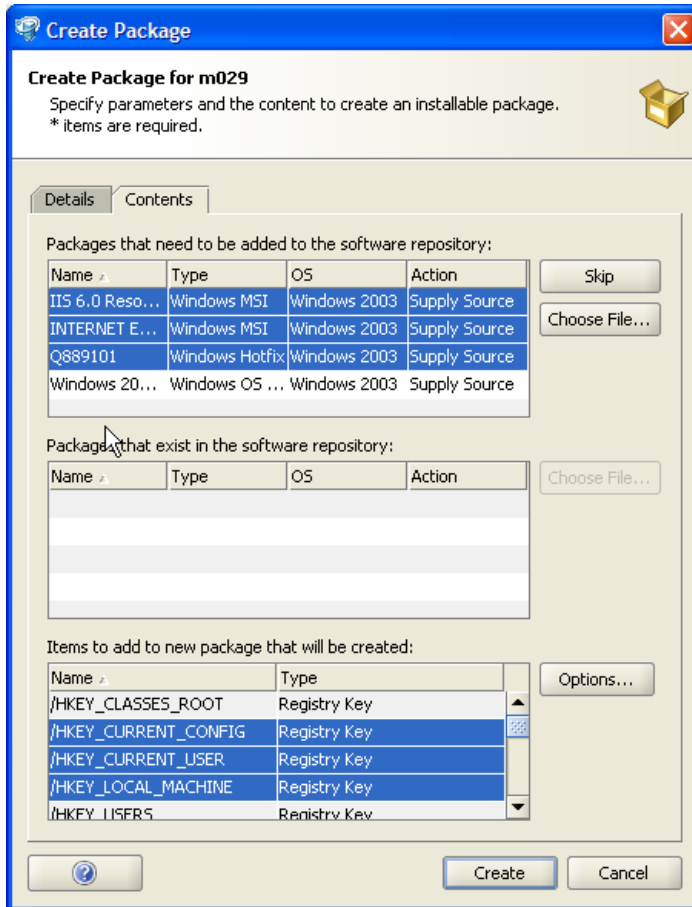 Create Package
Create Package for m029
Specify parameters and the content to create an installable package.
* items are required.
Details Contents
Packages that need to be added to the software repository:
Name Type OS Action
Skip
IIS 6.0 Reso... Windows MSI Windows 2003 Supply Source
Choose File...
INTERNET E... Windows MSI Windows 2003 Supply Source
Q889101 Windows Hotfix Windows 2003 Supply Source
Windows 20... Windows OS ... Windows 2003 Supply Source
Packages that exist in the software repository:
Name Type OS Action
Choose File...
Items to add to new package that will be created:
Name Type
Options...
/HKEY_CLASSES_ROOT Registry Key
/HKEY_CURRENT_CONFIG Registry Key
/HKEY_CURRENT_USER Registry Key
/HKEY_LOCAL_MACHINE Registry Key
/HKEY_USERS Registry Key
? Create Cancel